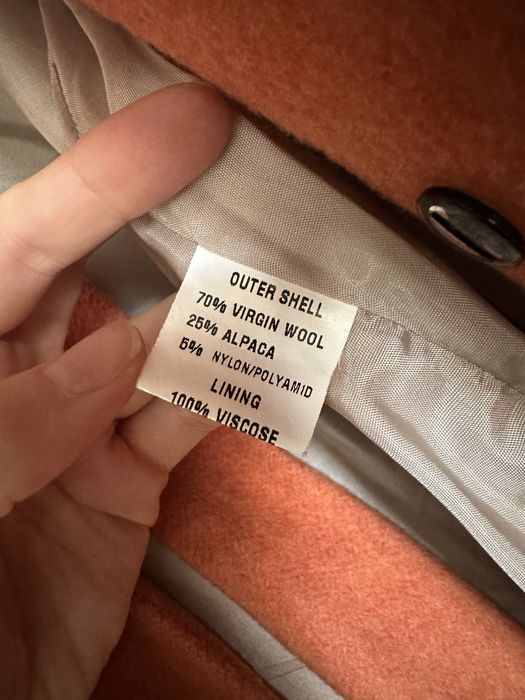 OUTER SHELL
70% VIRGIN WOOL
25% ALPACA
5% NYLON/POLYAMID
LINING
100% VISCOSE